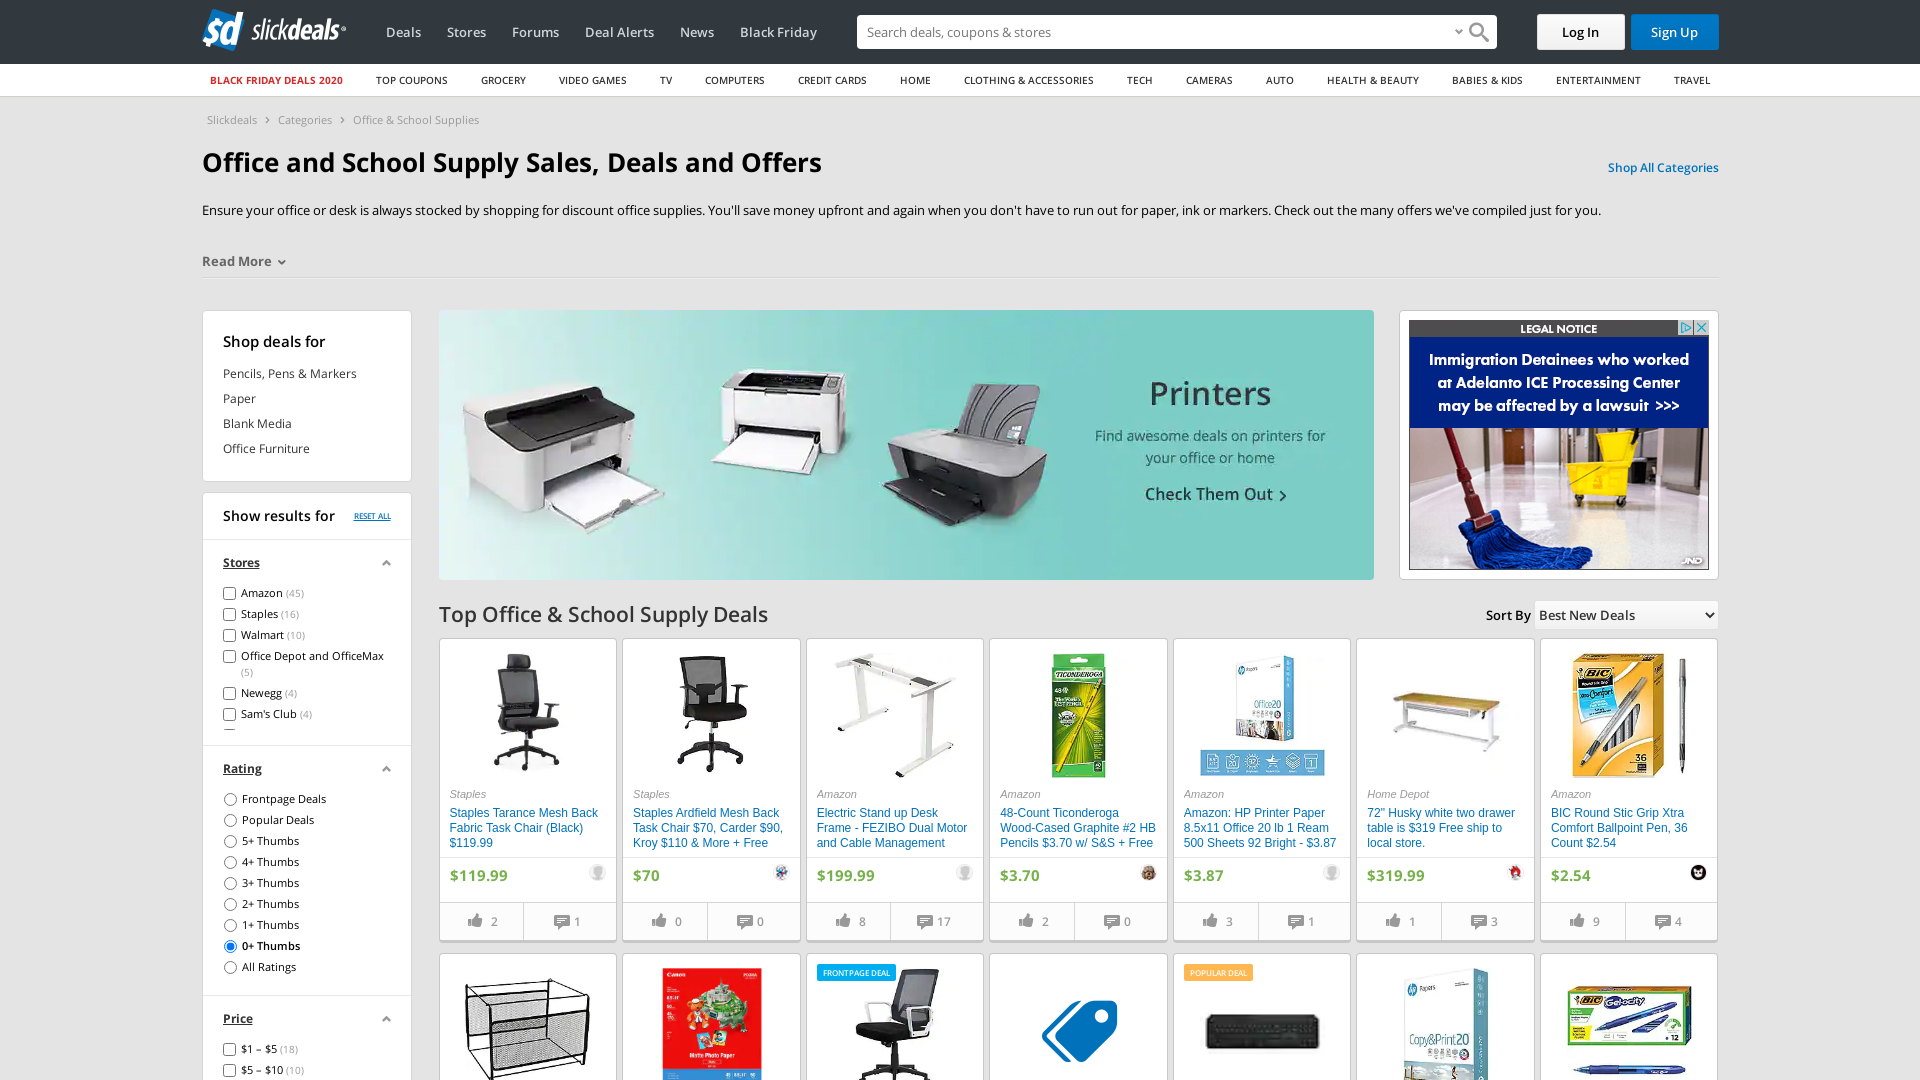 sd slickdeals
Deals
Stores
Forums
Deal Alerts
News
Black Friday
Search deals, coupons & stores
Log In
Sign Up
BLACK FRIDAY DEALS 2020
TOP COUPONS
GROCERY
VIDEO GAMES
TV
COMPUTERS
CREDIT CARDS
HOME
CLOTHING & ACCESSORIES
TECH
CAMERAS
AUTO
HEALTH & BEAUTY
BABIES & KIDS
ENTERTAINMENT
TRAVEL
Slickdeals > Categories > Office & School Supplies
Office and School Supply Sales, Deals and Offers
Shop All Categories
Ensure your office or desk is always stocked by shopping for discount office supplies. You'll save money upfront and again when you don't have to run out for paper, ink or markers. Check out the many offers we've compiled just for you.
Read More
Shop deals for
Pencils, Pens & Markers
Paper
Blank Media
Office Furniture
Show results for
RESET ALL
Stores
Amazon (45)
Staples (16)
Walmart (10)
Office Depot and OfficeMax
(5)
Newegg (4)
Sam's Club (4)
Rating
Frontpage Deals
Popular Deals
5+ Thumbs
4+ Thumbs
3+ Thumbs
2+ Thumbs
1+ Thumbs
0+ Thumbs
All Ratings
Price
$1 – $5 (18)
$5 – $10 (10)
Printers
Find awesome deals on printers for
your office or home
Check Them Out >
LEGAL NOTICE
Immigration Detainees who worked
at Adelanto ICE Processing Center
may be affected by a lawsuit >>>
JND
Top Office & School Supply Deals
Sort By
Best New Deals
Staples
Staples Tarance Mesh Back
Fabric Task Chair (Black)
$119.99
$119.99
2
1
Staples
Staples Ardfield Mesh Back
Task Chair $70, Carder $90,
Kroy $110 & More + Free
$70
0
0
Amazon
Electric Stand up Desk
Frame - FEZIBO Dual Motor
and Cable Management
$199.99
8
17
TICONDEROGA
Amazon
48-Count Ticonderoga
Wood-Cased Graphite #2 HB
Pencils $3.70 w/ S&S + Free
$3.70
2
0
Office20
Amazon
Amazon: HP Printer Paper
8.5x11 Office 20 lb 1 Ream
500 Sheets 92 Bright - $3.87
$3.87
3
1
Home Depot
72" Husky white two drawer
table is $319 Free ship to
local store.
$319.99
1
3
BIC
36
Amazon
BIC Round Stic Grip Xtra
Comfort Ballpoint Pen, 36
Count $2.54
$2.54
9
4
Canon
Matte Photo Paper
FRONTPAGE DEAL
POPULAR DEAL
Copy&Print20
BIC Gel-ocity
12